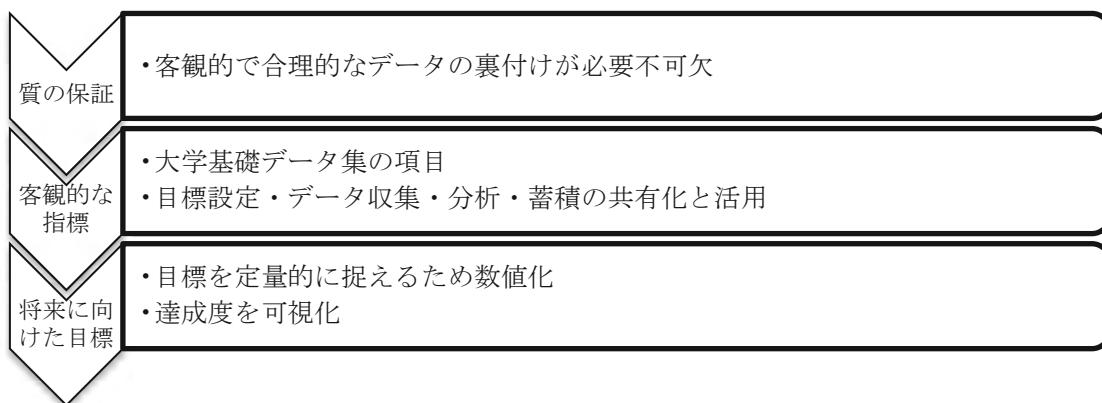 質の保証
・客観的で合理的なデータの裏付けが必要不可欠
客観的な
指標
・大学基礎データ集の項目
・目標設定・データ収集・分析・蓄積の共有化と活用
将来に向
けた目標
・目標を定量的に捉えるため数値化
・達成度を可視化